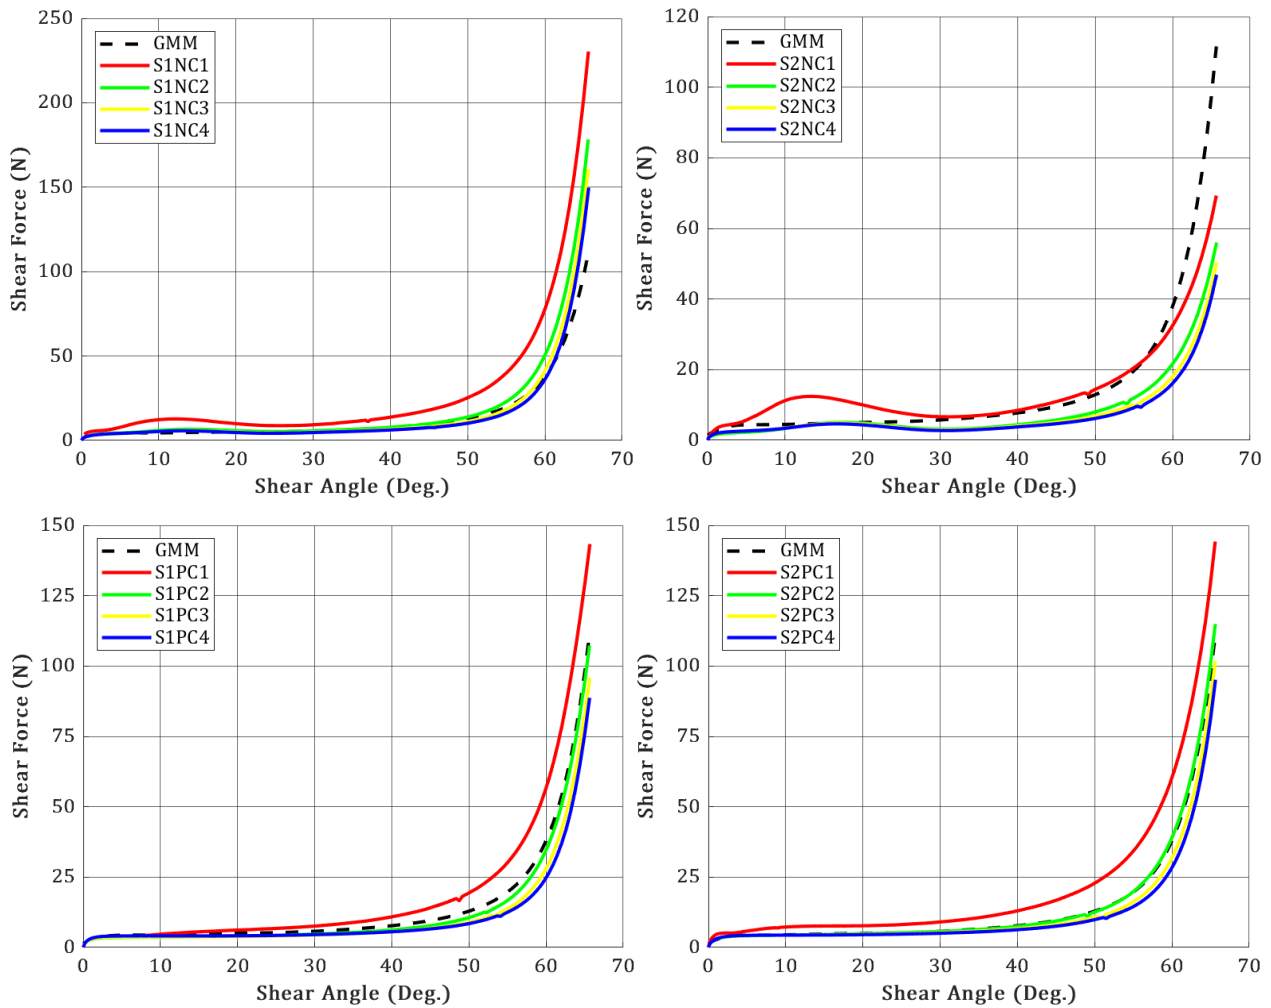 250
200
150
100
50
0
Shear Force (N)
GMM
S1NC1
S1NC2
S1NC3
S1NC4
0 10 20 30 40 50 60 70
Shear Angle (Deg.)
120
100
80
60
40
20
0
Shear Force (N)
GMM
S2NC1
S2NC2
S2NC3
S2NC4
0 10 20 30 40 50 60 70
Shear Angle (Deg.)
150
125
100
75
50
25
0
Shear Force (N)
GMM
S1PC1
S1PC2
S1PC3
S1PC4
0 10 20 30 40 50 60 70
Shear Angle (Deg.)
150
125
100
75
50
25
0
Shear Force (N)
GMM
S2PC1
S2PC2
S2PC3
S2PC4
0 10 20 30 40 50 60 70
Shear Angle (Deg.)